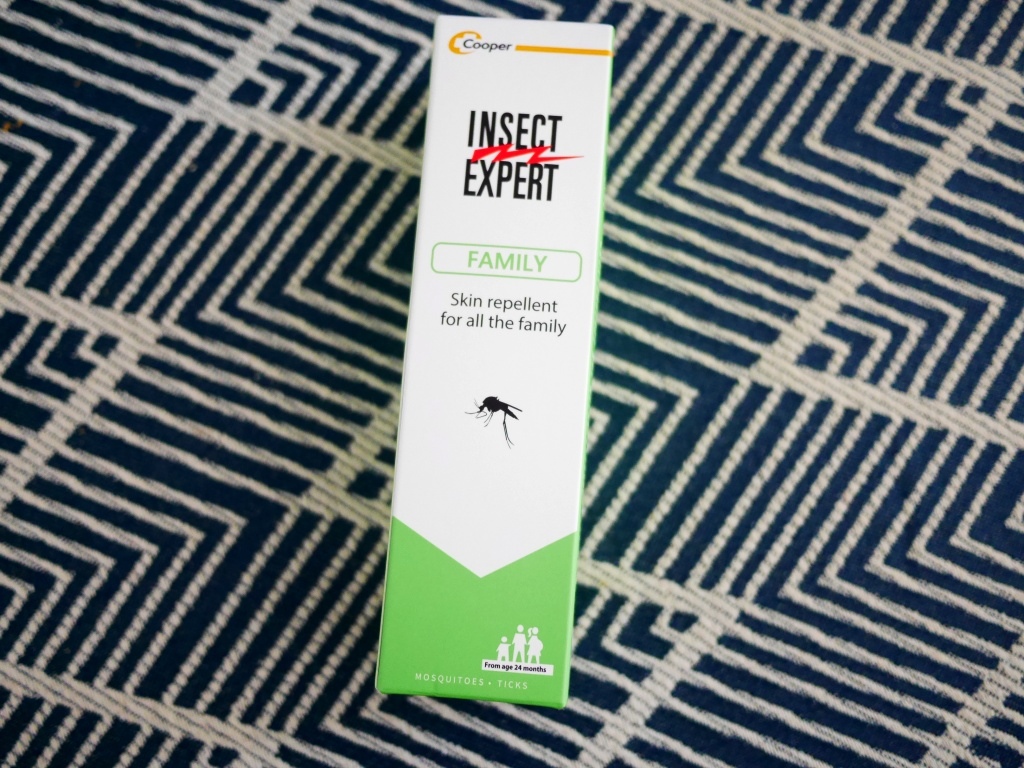 Cooper
INSECT
EXPERT
FAMILY
Skin repellent
for all the family
From age 24 months
MOSQUITOES • TICKS